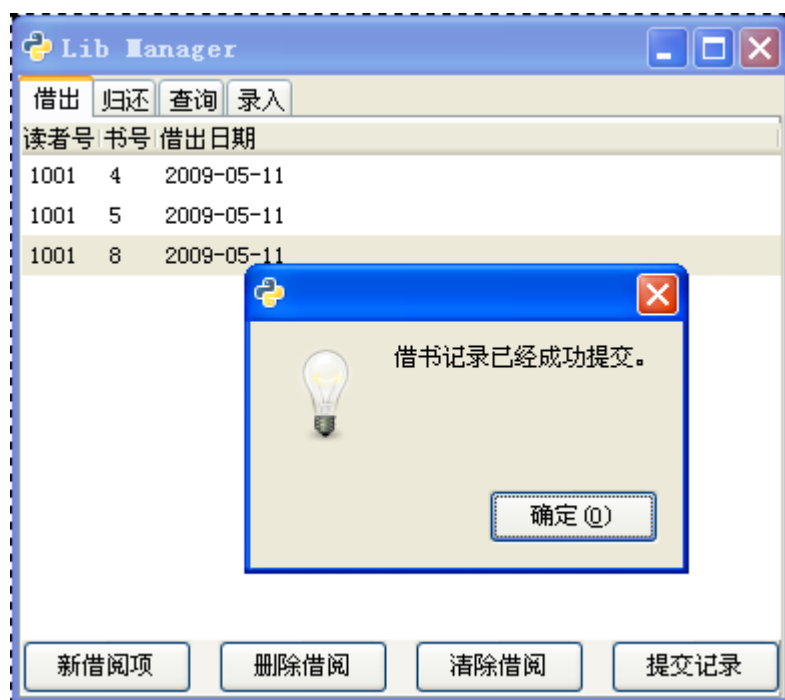 Lib Manager
借出 归还 查询 录入
读者号 书号 借出日期
1001 4 2009-05-11
1001 5 2009-05-11
1001 8 2009-05-11
借书记录已经成功提交。
确定(O)
新借阅项 删除借阅 清除借阅 提交记录